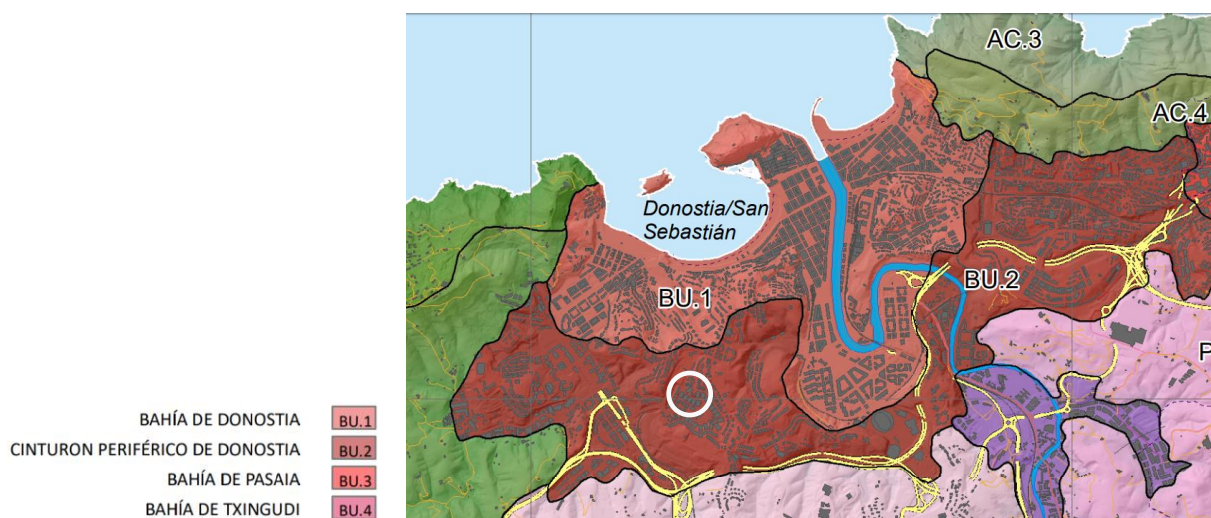 AC.3
AC.4
Donostia/San
Sebastián
BU.1
BU.2
P
BAHÍA DE DONOSTIA BU.1
CINTURON PERIFÉRICO DE DONOSTIA BU.2
BAHÍA DE PASAIA BU.3
BAHÍA DE TXINGUDI BU.4